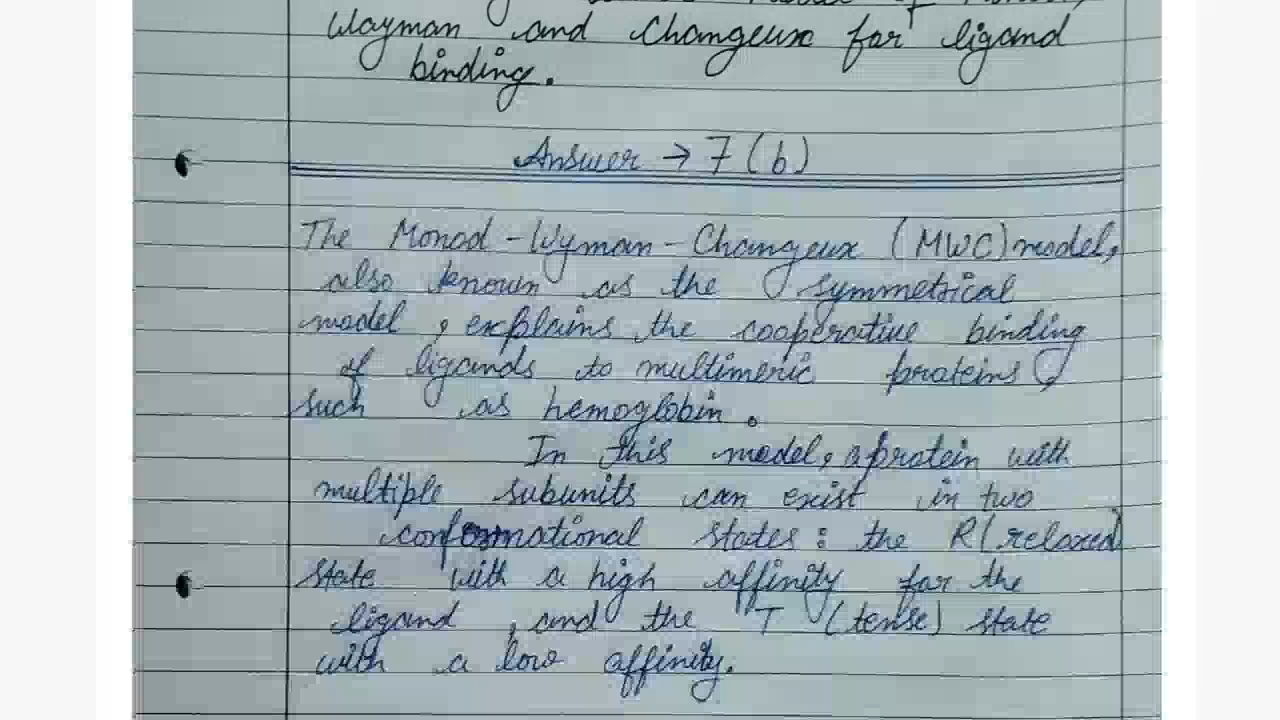 Wayman and Changeux for ligand
binding.
Answer → 7 (b)
The Monod-Wyman-Changeux (MWC) model,
also known as the symmetrical
model, explains the cooperative binding
of ligands to multimeric proteins
such as hemoglobin.
In this model, a protein with
multiple subunits can exist in two
conformational states: the R (relaxed)
state with a high affinity for the
ligand, and the T (tense) state
with a low affinity.